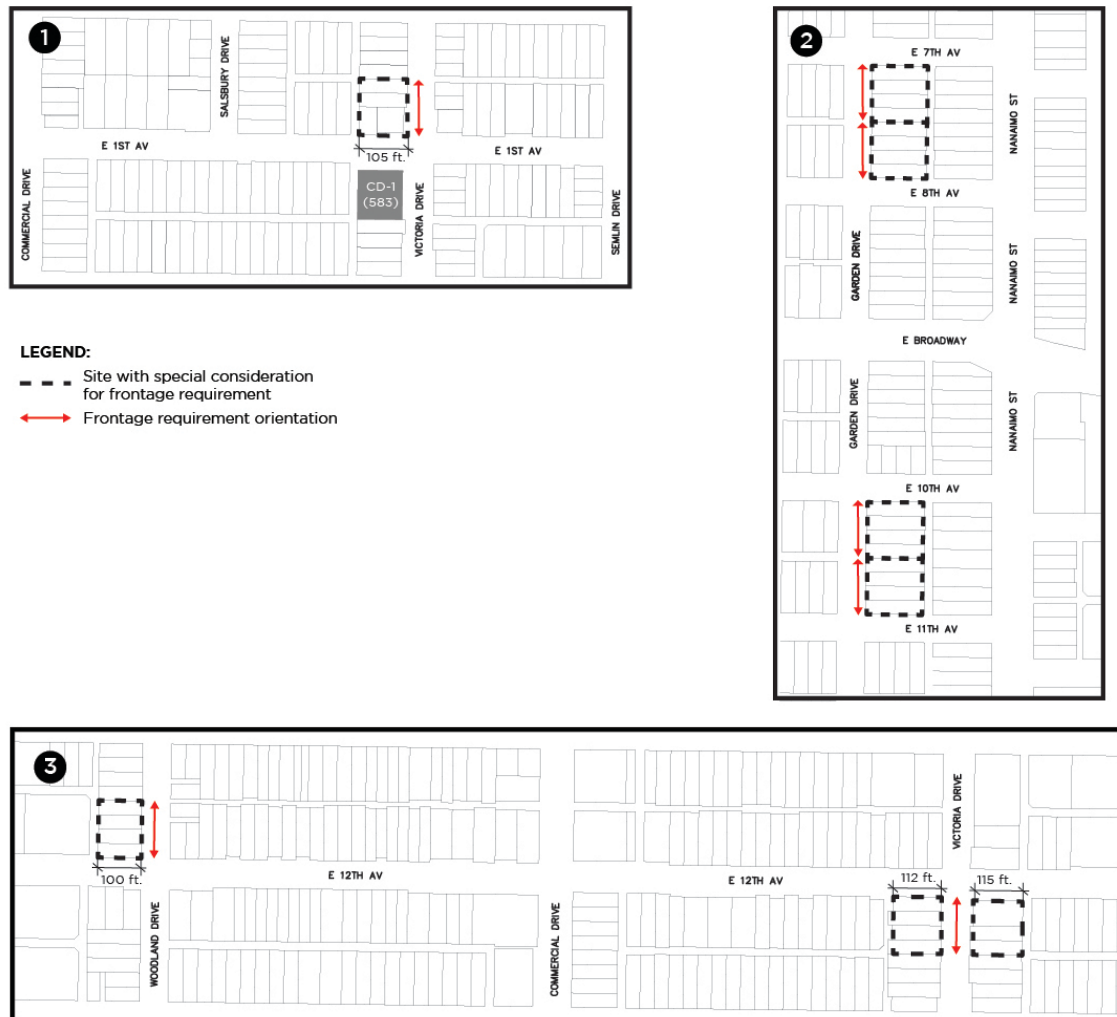 1
SALSBURY DRIVE
E 1ST AV
E 1ST AV
105 ft.
COMMERCIAL DRIVE
CD-1
(583)
VICTORIA DRIVE
SEMLIN DRIVE
LEGEND:
Site with special consideration
for frontage requirement
Frontage requirement orientation
2
E 7TH AV
NANAIMO ST
E 8TH AV
GARDEN DRIVE
NANAIMO ST
E BROADWAY
GARDEN DRIVE
NANAIMO ST
E 10TH AV
E 11TH AV
3
VICTORIA DRIVE
100 ft.
E 12TH AV
E 12TH AV
112 ft.
115 ft.
WOODLAND DRIVE
COMMERCIAL DRIVE